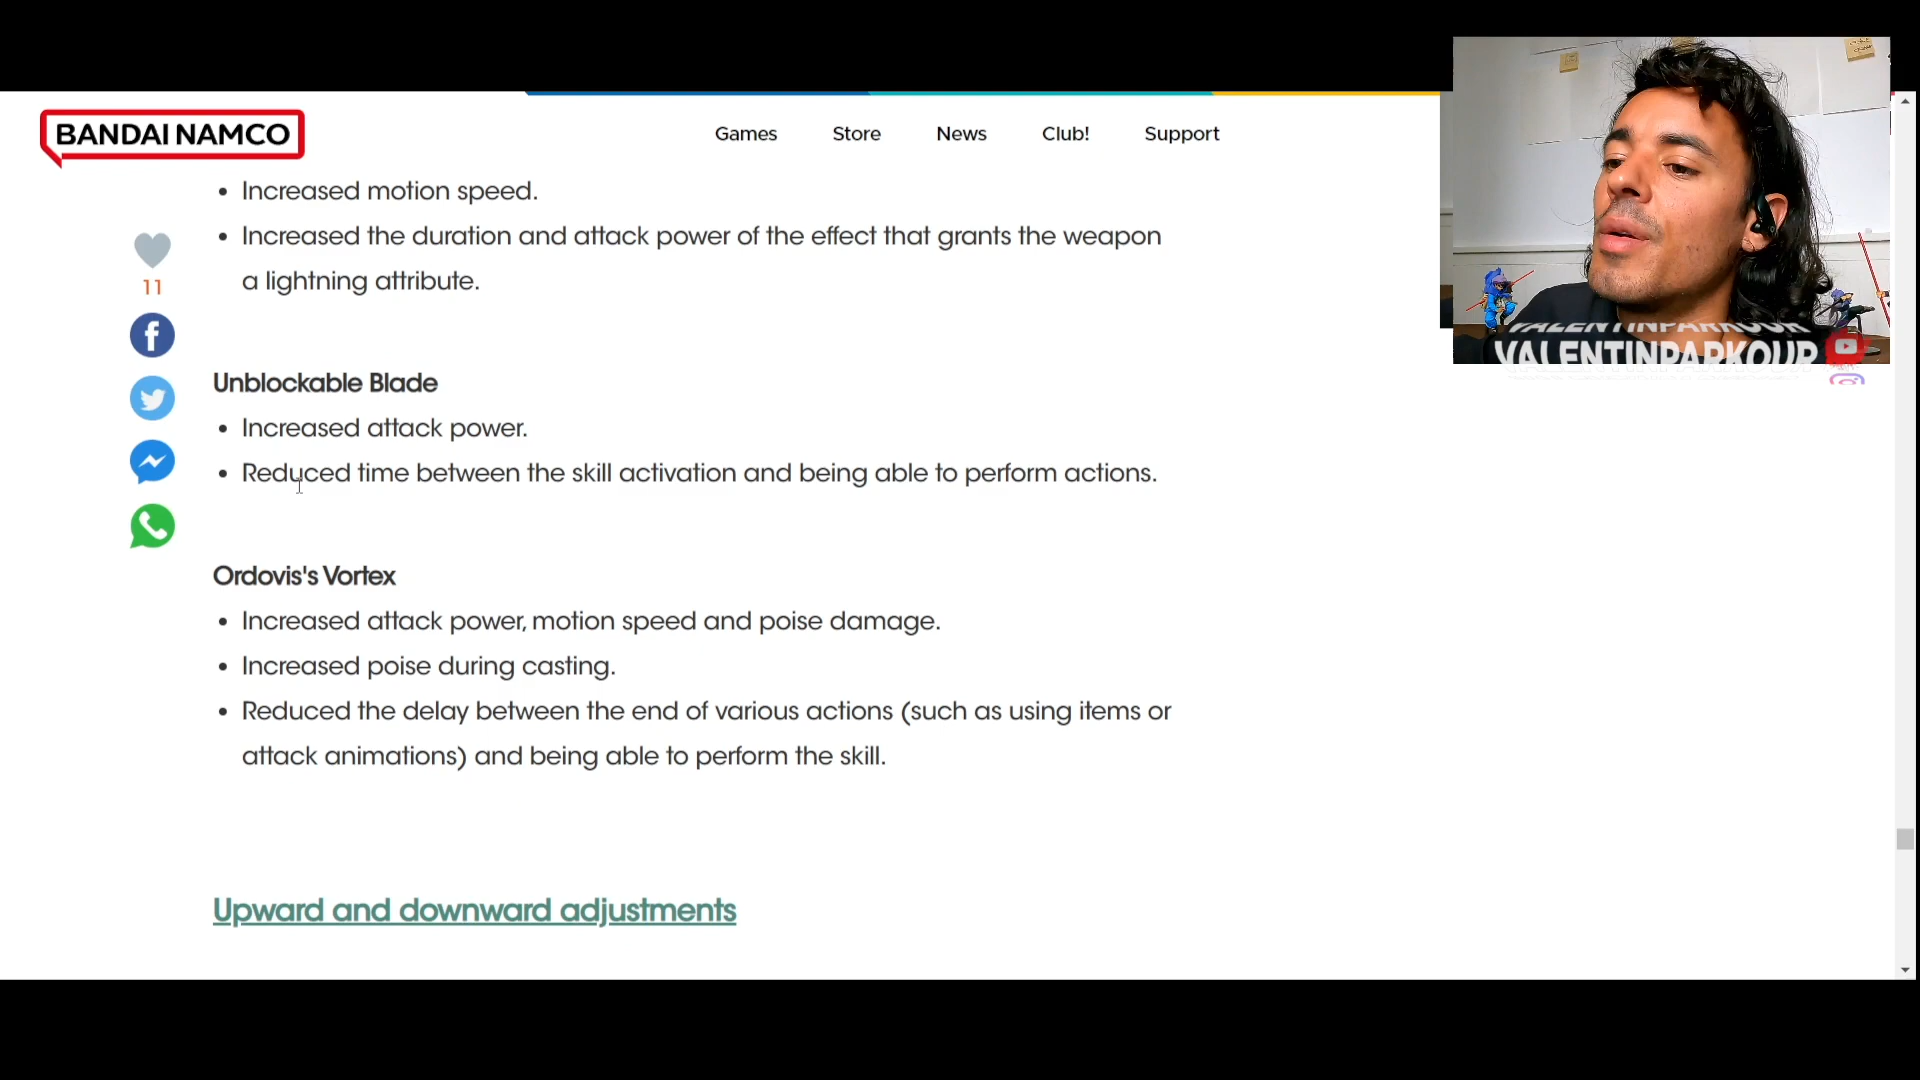 BANDAI NAMCO
Games Store News Club! Support
• Increased motion speed.
• Increased the duration and attack power of the effect that grants the weapon
a lightning attribute.
11
Unblockable Blade
• Increased attack power.
• Reduced time between the skill activation and being able to perform actions.
Ordovis's Vortex
• Increased attack power, motion speed and poise damage.
• Increased poise during casting.
• Reduced the delay between the end of various actions (such as using items or
attack animations) and being able to perform the skill.
Upward and downward adjustments
VALENTINPARKOUR
VALENTINPARKOUR